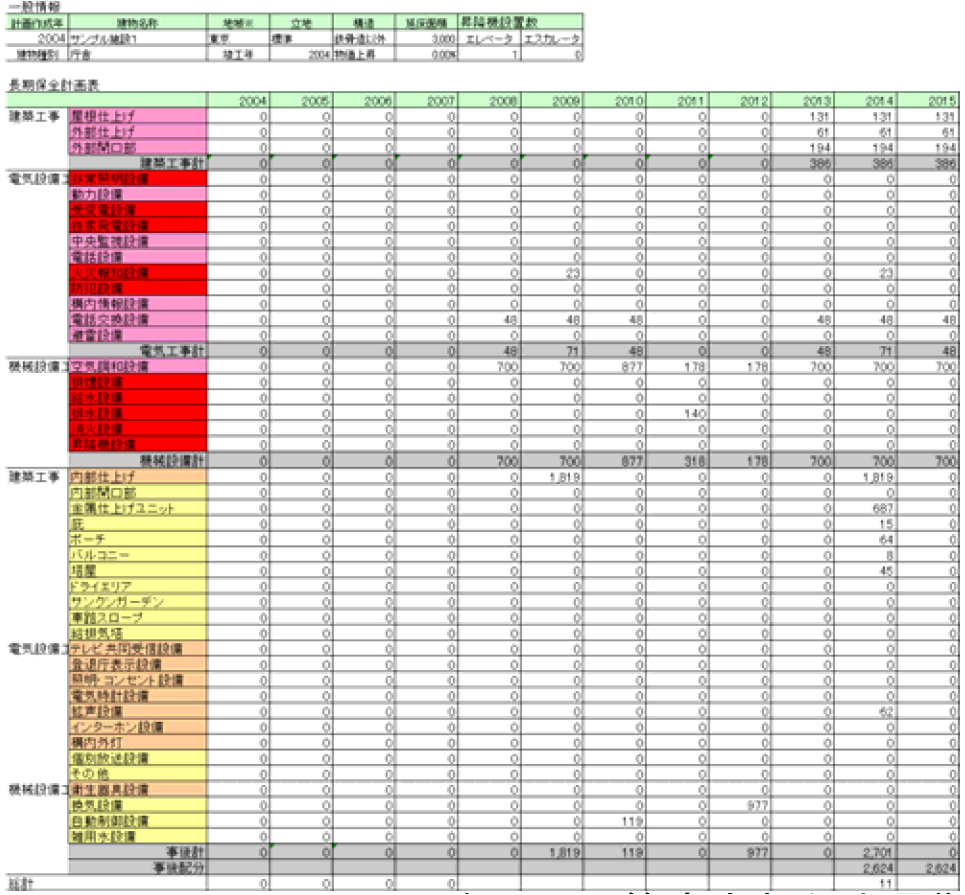 一般情報
計画作成年 建物名称 地域※ 立地 構造 延床面積 昇降機設置数
2004 サンプル施設1 東京 標準 鉄骨造以外 3,000 エレベータ エスカレータ
建物種別 庁舎 竣工年 2004 物価上昇 0.00% 1 0
長期保全計画表
2004 2005 2006 2007 2008 2009 2010 2011 2012 2013 2014 2015
建築工事 屋根仕上げ 0 0 0 0 0 0 0 0 0 131 131 131
外部仕上げ 0 0 0 0 0 0 0 0 0 61 61 61
外部開口部 0 0 0 0 0 0 0 0 0 194 194 194
建築工事計 0 0 0 0 0 0 0 0 0 386 386 386
電気設備工 非常照明設備 0 0 0 0 0 0 0 0 0 0 0 0
動力設備 0 0 0 0 0 0 0 0 0 0 0 0
受変電設備 0 0 0 0 0 0 0 0 0 0 0 0
自家発電設備 0 0 0 0 0 0 0 0 0 0 0 0
中央監視設備 0 0 0 0 0 0 0 0 0 0 0 0
電話設備 0 0 0 0 0 0 0 0 0 0 0 0
火災報知設備 0 0 0 0 0 23 0 0 0 0 23 0
防犯設備 0 0 0 0 0 0 0 0 0 0 0 0
構内情報設備 0 0 0 0 0 0 0 0 0 0 0 0
電話交換設備 0 0 0 0 48 48 48 0 0 48 48 48
避雷設備 0 0 0 0 0 0 0 0 0 0 0 0
電気工事計 0 0 0 0 48 71 48 0 0 48 71 48
機械設備工 空気調和設備 0 0 0 0 700 700 877 178 178 700 700 700
排煙設備 0 0 0 0 0 0 0 0 0 0 0 0
給水設備 0 0 0 0 0 0 0 0 0 0 0 0
排水設備 0 0 0 0 0 0 0 140 0 0 0 0
消火設備 0 0 0 0 0 0 0 0 0 0 0 0
昇降機設備 0 0 0 0 0 0 0 0 0 0 0 0
機械設備計 0 0 0 0 700 700 877 318 178 700 700 700
建築工事 内部仕上げ 0 0 0 0 0 1,819 0 0 0 0 1,819 0
内部開口部 0 0 0 0 0 0 0 0 0 0 0 0
金属仕上げユニット 0 0 0 0 0 0 0 0 0 0 687 0
庇 0 0 0 0 0 0 0 0 0 0 15 0
ポーチ 0 0 0 0 0 0 0 0 0 0 64 0
バルコニー 0 0 0 0 0 0 0 0 0 0 8 0
塔屋 0 0 0 0 0 0 0 0 0 0 45 0
ドライエリア 0 0 0 0 0 0 0 0 0 0 0 0
サンクンガーデン 0 0 0 0 0 0 0 0 0 0 0 0
車路スロープ 0 0 0 0 0 0 0 0 0 0 0 0
給排気塔 0 0 0 0 0 0 0 0 0 0 0 0
電気設備工 テレビ共同受信設備 0 0 0 0 0 0 0 0 0 0 0 0
登退庁表示設備 0 0 0 0 0 0 0 0 0 0 0 0
照明・コンセント設備 0 0 0 0 0 0 0 0 0 0 0 0
電気時計設備 0 0 0 0 0 0 0 0 0 0 0 0
拡声設備 0 0 0 0 0 0 0 0 0 0 62 0
インターホン設備 0 0 0 0 0 0 0 0 0 0 0 0
構内外灯 0 0 0 0 0 0 0 0 0 0 0 0
個別放送設備 0 0 0 0 0 0 0 0 0 0 0 0
その他 0 0 0 0 0 0 0 0 0 0 0 0
機械設備工 衛生器具設備 0 0 0 0 0 0 0 0 0 0 0 0
換気設備 0 0 0 0 0 0 0 0 977 0 0 0
自動制御設備 0 0 0 0 0 0 119 0 0 0 0 0
雑用水設備 0 0 0 0 0 0 0 0 0 0 0 0
事後計 0 0 0 0 0 1,819 119 0 977 0 2,701 0
事後配分 2,624 2,624
総計 0 0 0 0 11